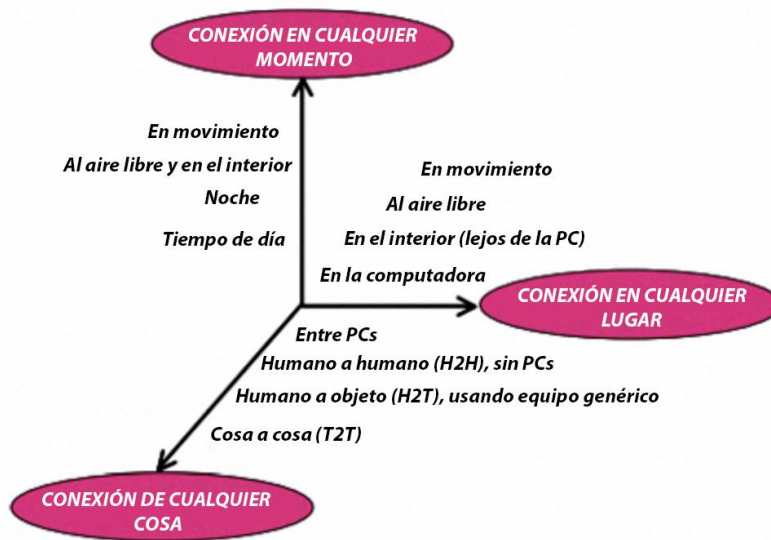 CONEXIÓN EN CUALQUIER
MOMENTO
En movimiento
Al aire libre y en el interior
Noche
Tiempo de día
En movimiento
Al aire libre
En el interior (lejos de la PC)
En la computadora
CONEXIÓN EN CUALQUIER
LUGAR
Entre PCs
Humano a humano (H2H), sin PCs
Humano a objeto (H2T), usando equipo genérico
Cosa a cosa (T2T)
CONEXIÓN DE CUALQUIER
COSA